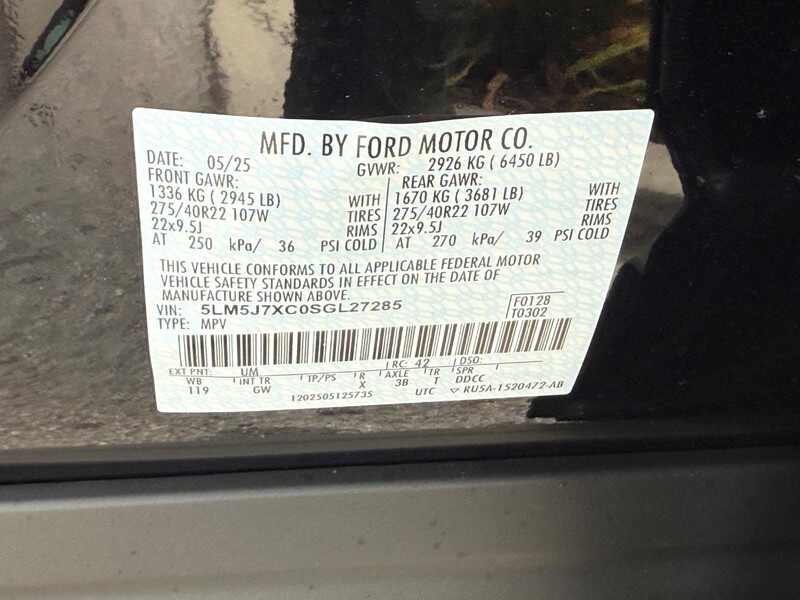 MFD. BY FORD MOTOR CO.
DATE: 05/25 GVWR: 2926 KG ( 6450 LB)
FRONT GAWR: REAR GAWR:
1336 KG ( 2945 LB) WITH 1670 KG ( 3681 LB) WITH
275/40R22 107W TIRES 275/40R22 107W TIRES
22x9.5J RIMS 22x9.5J RIMS
AT 250 kPa/ 36 PSI COLD AT 270 kPa/ 39 PSI COLD
THIS VEHICLE CONFORMS TO ALL APPLICABLE FEDERAL MOTOR
VEHICLE SAFETY STANDARDS IN EFFECT ON THE DATE OF
MANUFACTURE SHOWN ABOVE.
VIN: 5LM5J7XC0SGL27285 F0128
TYPE: MPV T0302
EXT PNT: UM RC: 42 DSO:
WB INT TR TP/PS R AXLE TR SPR
119 GW X 3B T DDCC
1202505125735 UTC ▽ RU5A-1520472-AB